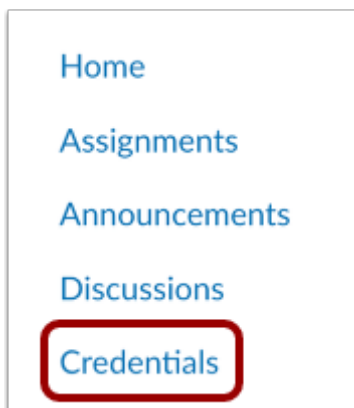 Home
Assignments
Announcements
Discussions
Credentials